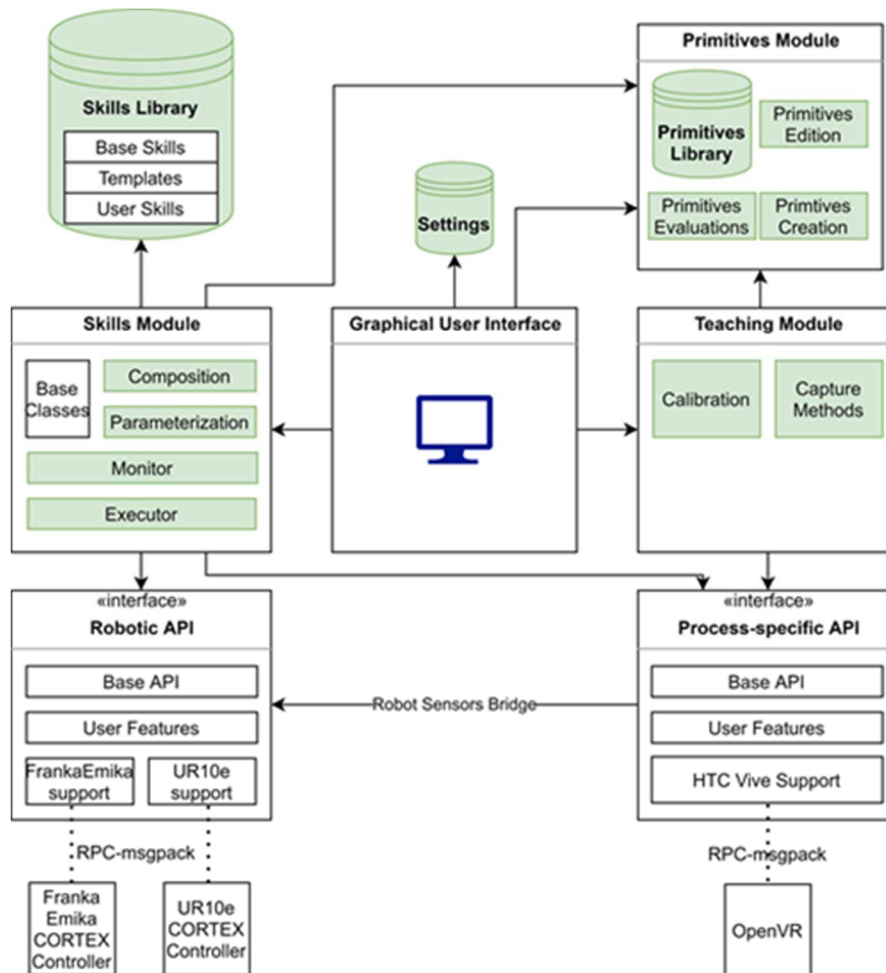 Skills Library
Base Skills
Templates
User Skills
Settings
Primitives Module
Primitives
Library
Primitives
Edition
Primitives
Evaluations
Primtives
Creation
Skills Module
Base
Classes
Composition
Parameterization
Monitor
Executor
Graphical User Interface
Teaching Module
Calibration
Capture
Methods
«interface»
Robotic API
Base API
User Features
FrankaEmika
support
UR10e
support
Robot Sensors Bridge
«interface»
Process-specific API
Base API
User Features
HTC Vive Support
RPC-msgpack
RPC-msgpack
Franka
Emika
CORTEX
Controller
UR10e
CORTEX
Controller
OpenVR